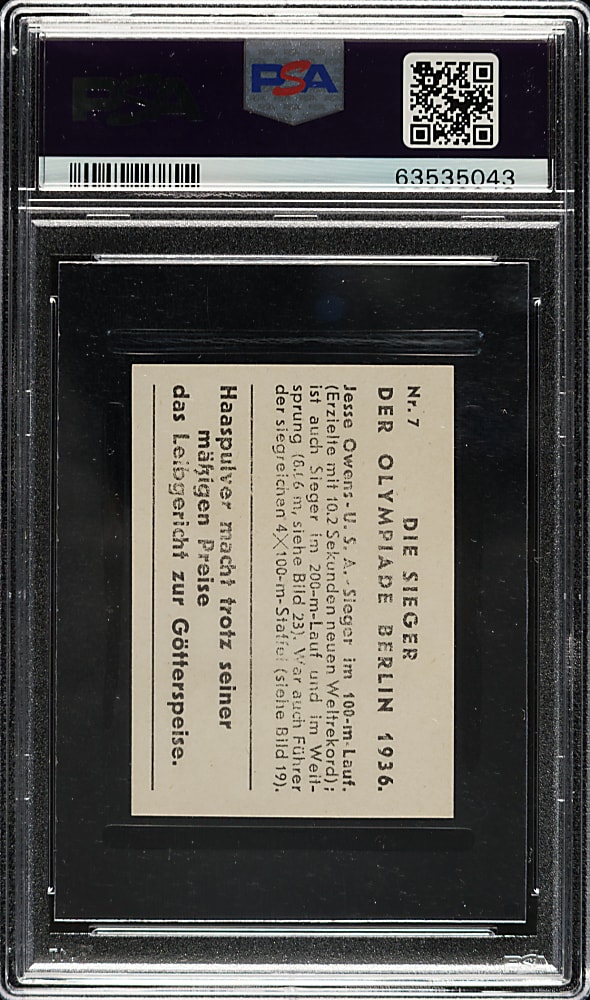 PSA
PSA
63535043
Nr. 7
DIE SIEGER
DER OLYMPIADE BERLIN 1936.
Jesse Owens - U. S. A. - Sieger im 100-m-Lauf.
(Erzielte mit 10.2 Sekunden neuen Weltrekord);
ist auch Sieger im 200-m-Lauf und im Weit-
sprung (8.06 m, siehe Bild 23). War auch Führer
der siegreichen 4X100-m-Staffel (siehe Bild 19).
Haaspulver macht trotz seiner
mäßigen Preise
das Leibgericht zur Götterspeise.